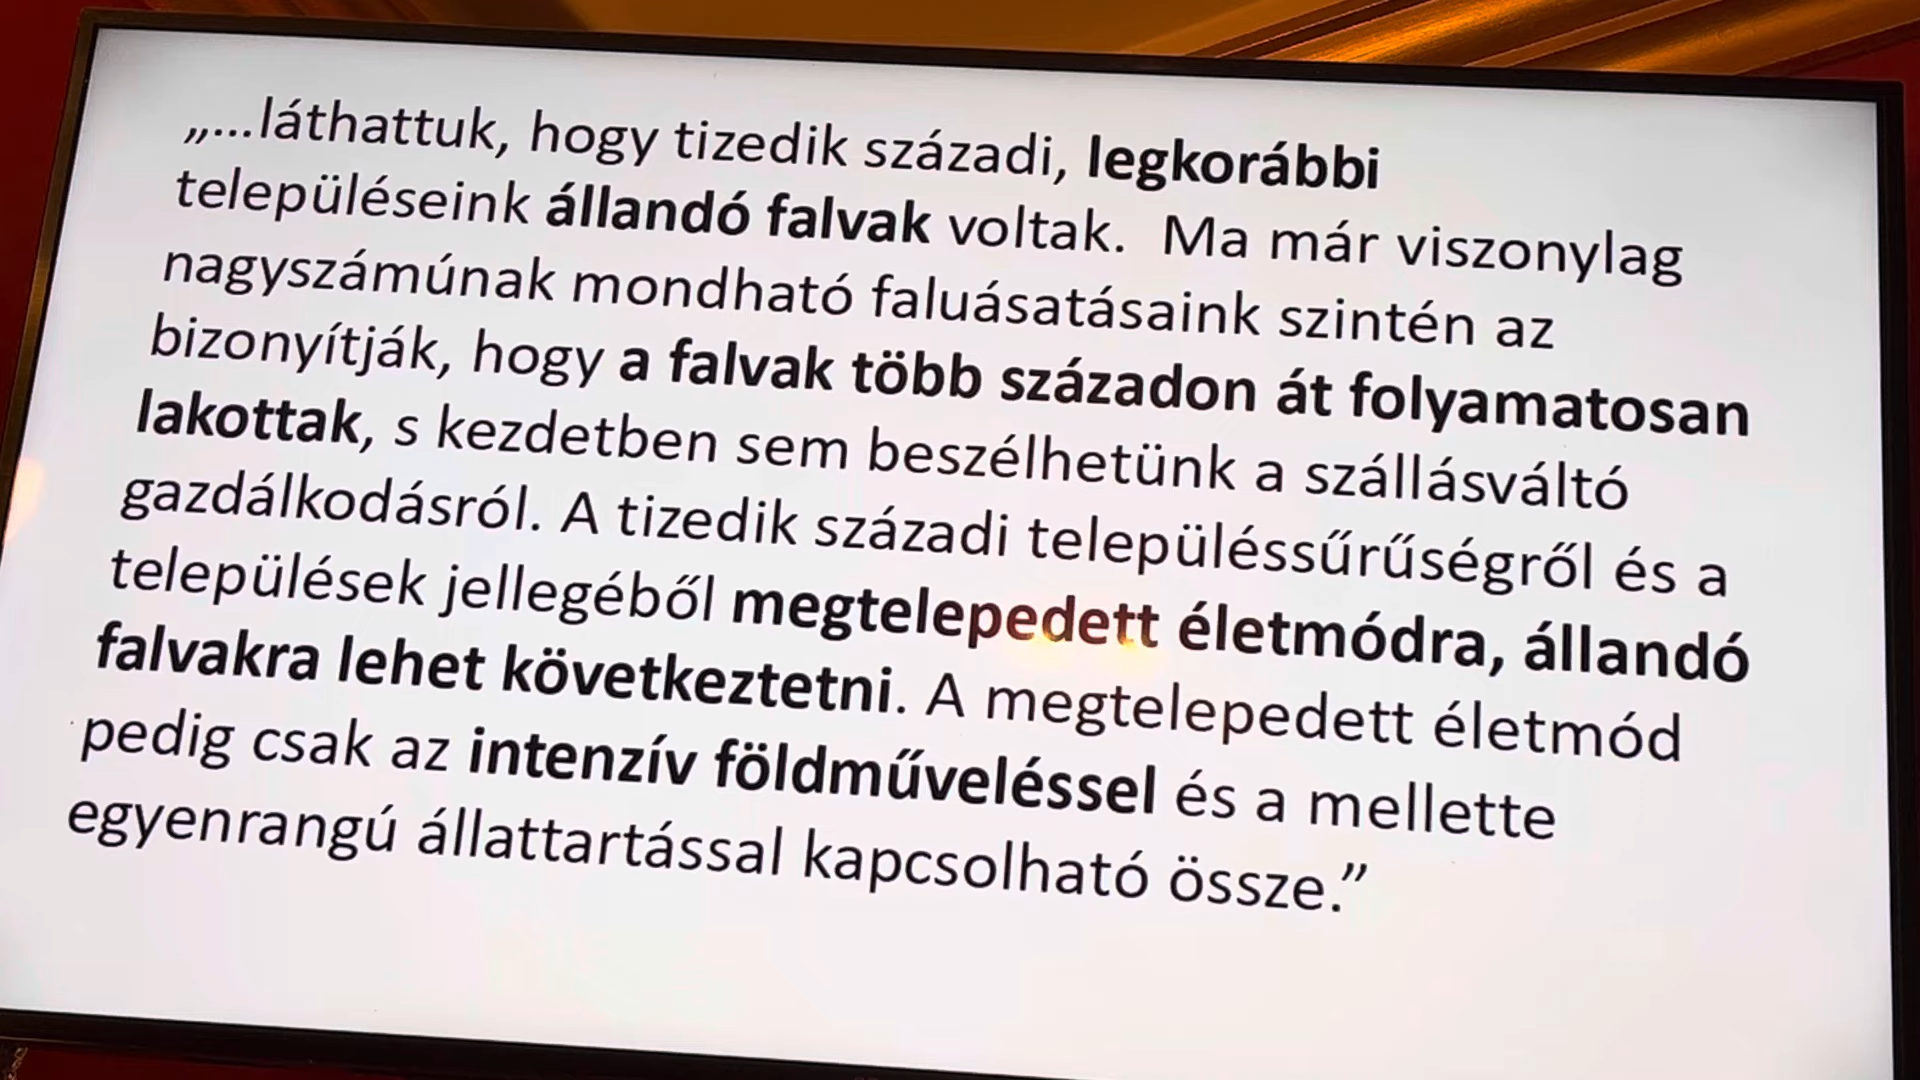 „...láthattuk, hogy tizedik századi, legkorábbi
településeink állandó falvak voltak. Ma már viszonylag
nagyszámúnak mondható faluásatásaink szintén az
bizonyítják, hogy a falvak több századon át folyamatosan
lakottak, s kezdetben sem beszélhetünk a szállásváltó
gazdálkodásról. A tizedik századi településsűrűségről és a
települések jellegéből megtelepedett életmódra, állandó
falvakra lehet következtetni. A megtelepedett életmód
pedig csak az intenzív földműveléssel és a mellette
egyenrangú állattartással kapcsolható össze.”